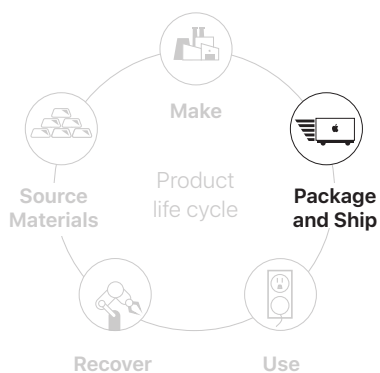 Make
Source
Materials
Product
life cycle
Package
and Ship
Recover
Use